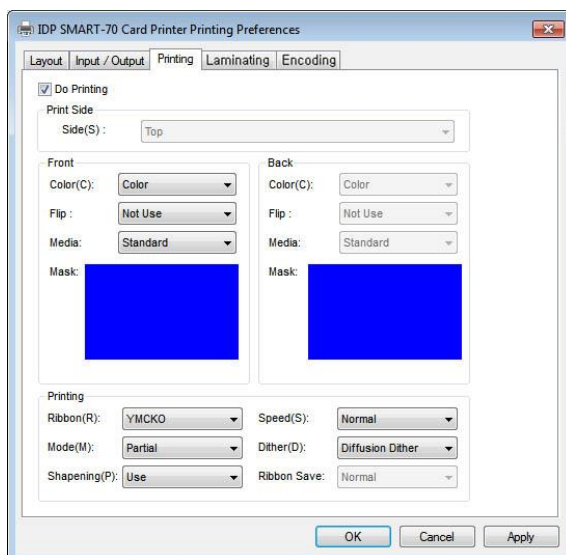 IDP SMART-70 Card Printer Printing Preferences
Layout Input / Output Printing Laminating Encoding
Do Printing
Print Side
Side(S) : Top
Front Back
Color(C): Color Color(C): Color
Flip : Not Use Flip : Not Use
Media: Standard Media: Standard
Mask: Mask:
Printing
Ribbon(R): YMCKO Speed(S): Normal
Mode(M): Partial Dither(D): Diffusion Dither
Shapening(P): Use Ribbon Save: Normal
OK Cancel Apply